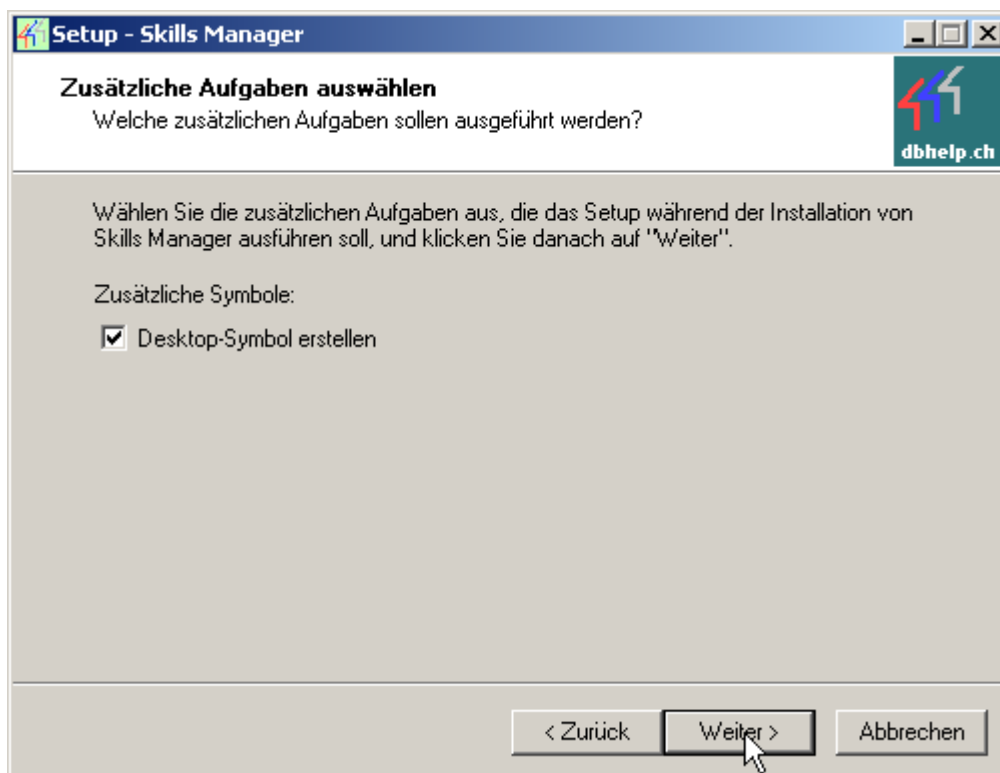 Setup - Skills Manager
Zusätzliche Aufgaben auswählen
Welche zusätzlichen Aufgaben sollen ausgeführt werden?
dbhelp.ch
Wählen Sie die zusätzlichen Aufgaben aus, die das Setup während der Installation von
Skills Manager ausführen soll, und klicken Sie danach auf "Weiter".
Zusätzliche Symbole:
Desktop-Symbol erstellen
< Zurück
Weiter >
Abbrechen